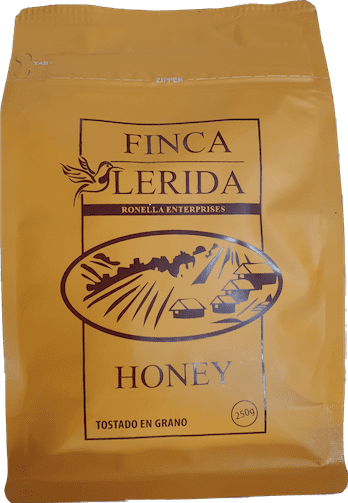 ZIPPER
FINCA
LERIDA
RONELLA ENTERPRISES
HONEY
250g
TOSTADO EN GRANO